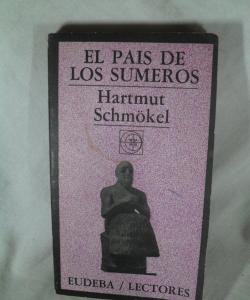 EL PAIS DE
LOS SUMEROS
Hartmut
Schmökel
EUDEBA / LECTORES